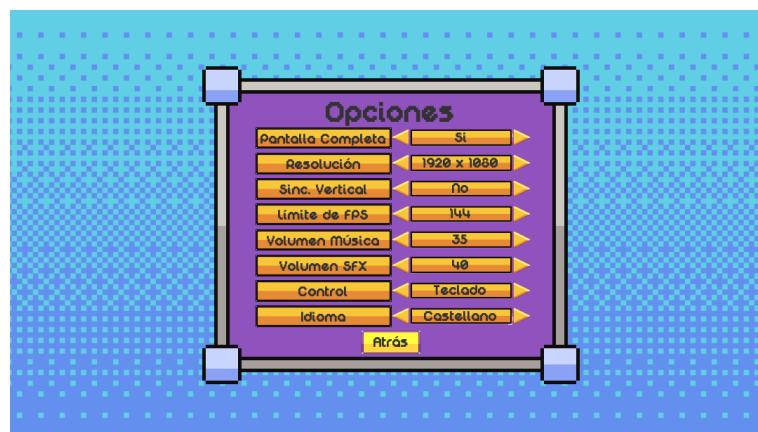 Opciones
Pantalla Completa Si
Resolución 1920 x 1080
Sinc. Vertical No
Límite de FPS 144
Volumen Música 35
Volumen SFX 40
Control Teclado
Idioma Castellano
Atrás